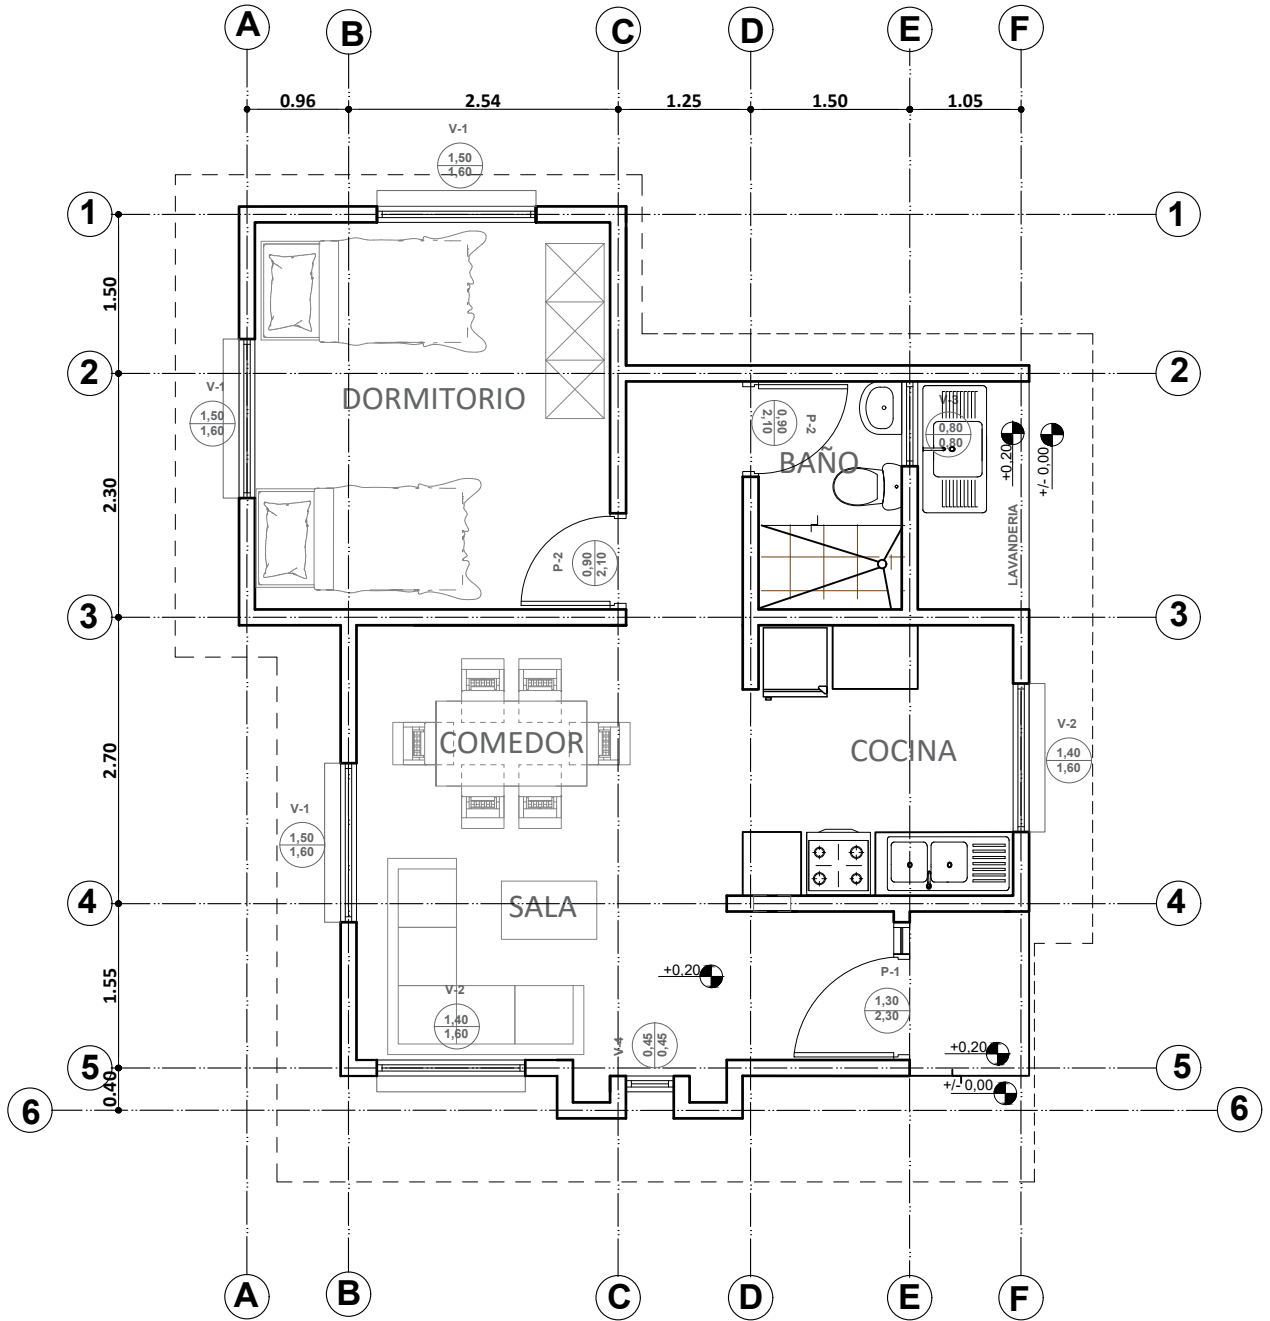 A
B
C
D
E
F
0.96
2.54
1.25
1.50
1.05
V-1
1,50
1,60
1
1
1.50
2
2
V-1
1,50
1,60
DORMITORIO
0,90
2,10
P-2
BAÑO
V-3
0,80
0,80
+0,20
+/- 0,00
2.30
LAVANDERIA
P-2
0,90
2,10
3
3
2.70
COMEDOR
COCINA
V-2
1,40
1,60
V-1
1,50
1,60
4
4
SALA
1.55
+0,20
P-1
1,30
2,30
V-2
1,40
1,60
V-4
0,45
0,45
+0,20
5
5
0.40
+/- 0,00
6
6
A
B
C
D
E
F